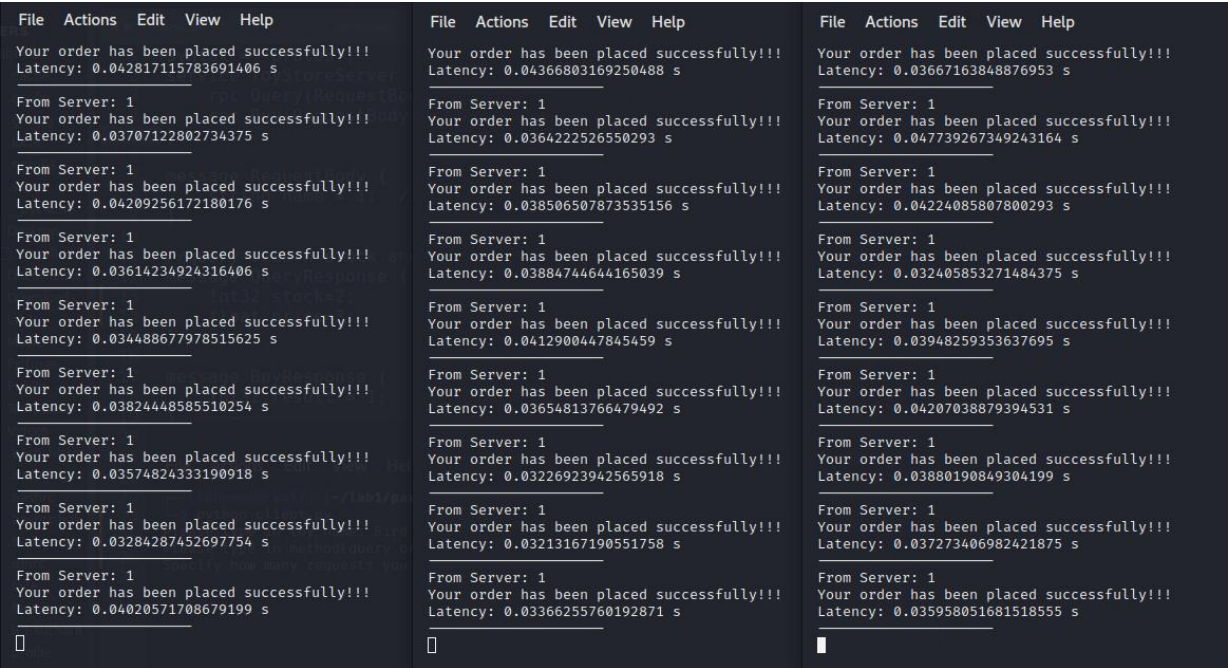 File Actions Edit View Help
Your order has been placed successfully!!!
Latency: 0.042817115783691406 s
From Server: 1
Your order has been placed successfully!!!
Latency: 0.03707122802734375 s
From Server: 1
Your order has been placed successfully!!!
Latency: 0.04209256172180176 s
From Server: 1
Your order has been placed successfully!!!
Latency: 0.03614234924316406 s
From Server: 1
Your order has been placed successfully!!!
Latency: 0.034488677978515625 s
From Server: 1
Your order has been placed successfully!!!
Latency: 0.03824448585510254 s
From Server: 1
Your order has been placed successfully!!!
Latency: 0.03574824333190918 s
From Server: 1
Your order has been placed successfully!!!
Latency: 0.03284287452697754 s
From Server: 1
Your order has been placed successfully!!!
Latency: 0.04020571708679199 s
File Actions Edit View Help
Your order has been placed successfully!!!
Latency: 0.04366803169250488 s
From Server: 1
Your order has been placed successfully!!!
Latency: 0.0364222526550293 s
From Server: 1
Your order has been placed successfully!!!
Latency: 0.038506507873535156 s
From Server: 1
Your order has been placed successfully!!!
Latency: 0.03884744644165039 s
From Server: 1
Your order has been placed successfully!!!
Latency: 0.0412900447845459 s
From Server: 1
Your order has been placed successfully!!!
Latency: 0.03654813766479492 s
From Server: 1
Your order has been placed successfully!!!
Latency: 0.03226923942565918 s
From Server: 1
Your order has been placed successfully!!!
Latency: 0.03213167190551758 s
From Server: 1
Your order has been placed successfully!!!
Latency: 0.03366255760192871 s
File Actions Edit View Help
Your order has been placed successfully!!!
Latency: 0.03667163848876953 s
From Server: 1
Your order has been placed successfully!!!
Latency: 0.047739267349243164 s
From Server: 1
Your order has been placed successfully!!!
Latency: 0.04224085807800293 s
From Server: 1
Your order has been placed successfully!!!
Latency: 0.032405853271484375 s
From Server: 1
Your order has been placed successfully!!!
Latency: 0.03948259353637695 s
From Server: 1
Your order has been placed successfully!!!
Latency: 0.04207038879394531 s
From Server: 1
Your order has been placed successfully!!!
Latency: 0.03880190849304199 s
From Server: 1
Your order has been placed successfully!!!
Latency: 0.037273406982421875 s
From Server: 1
Your order has been placed successfully!!!
Latency: 0.035958051681518555 s